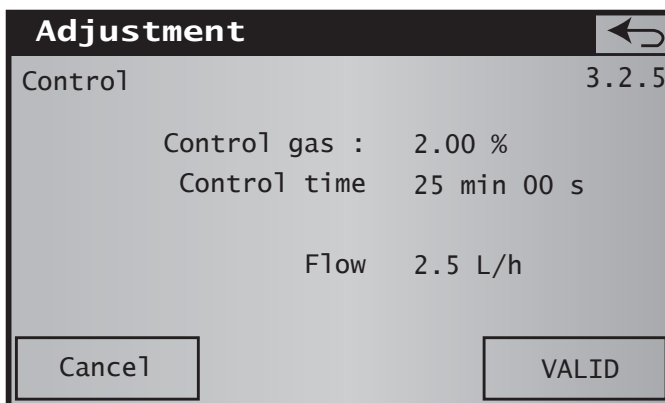 Adjustment
Control 3.2.5
Control gas : 2.00 %
Control time 25 min 00 s
Flow 2.5 L/h
Cancel VALID